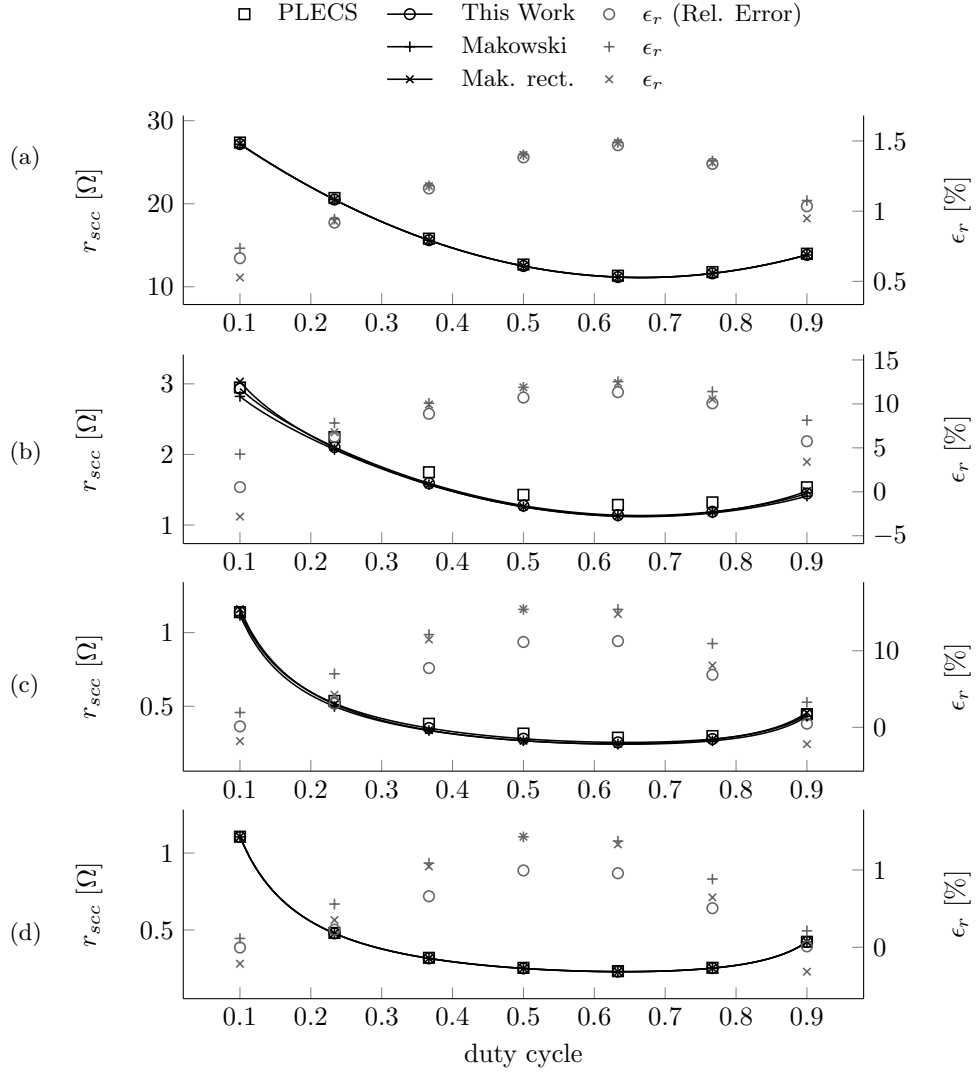 PLECS This Work ϵr (Rel. Error)
Makowski ϵr
Mak. rect. ϵr
(a)
rscc [Ω]
30
20
10
1.5
1
0.5
ϵr [%]
0.1 0.2 0.3 0.4 0.5 0.6 0.7 0.8 0.9
(b)
rscc [Ω]
3
2
1
15
10
5
0
−5
ϵr [%]
0.1 0.2 0.3 0.4 0.5 0.6 0.7 0.8 0.9
(c)
rscc [Ω]
1
0.5
10
0
ϵr [%]
0.1 0.2 0.3 0.4 0.5 0.6 0.7 0.8 0.9
(d)
rscc [Ω]
1
0.5
1
0
ϵr [%]
0.1 0.2 0.3 0.4 0.5 0.6 0.7 0.8 0.9
duty cycle